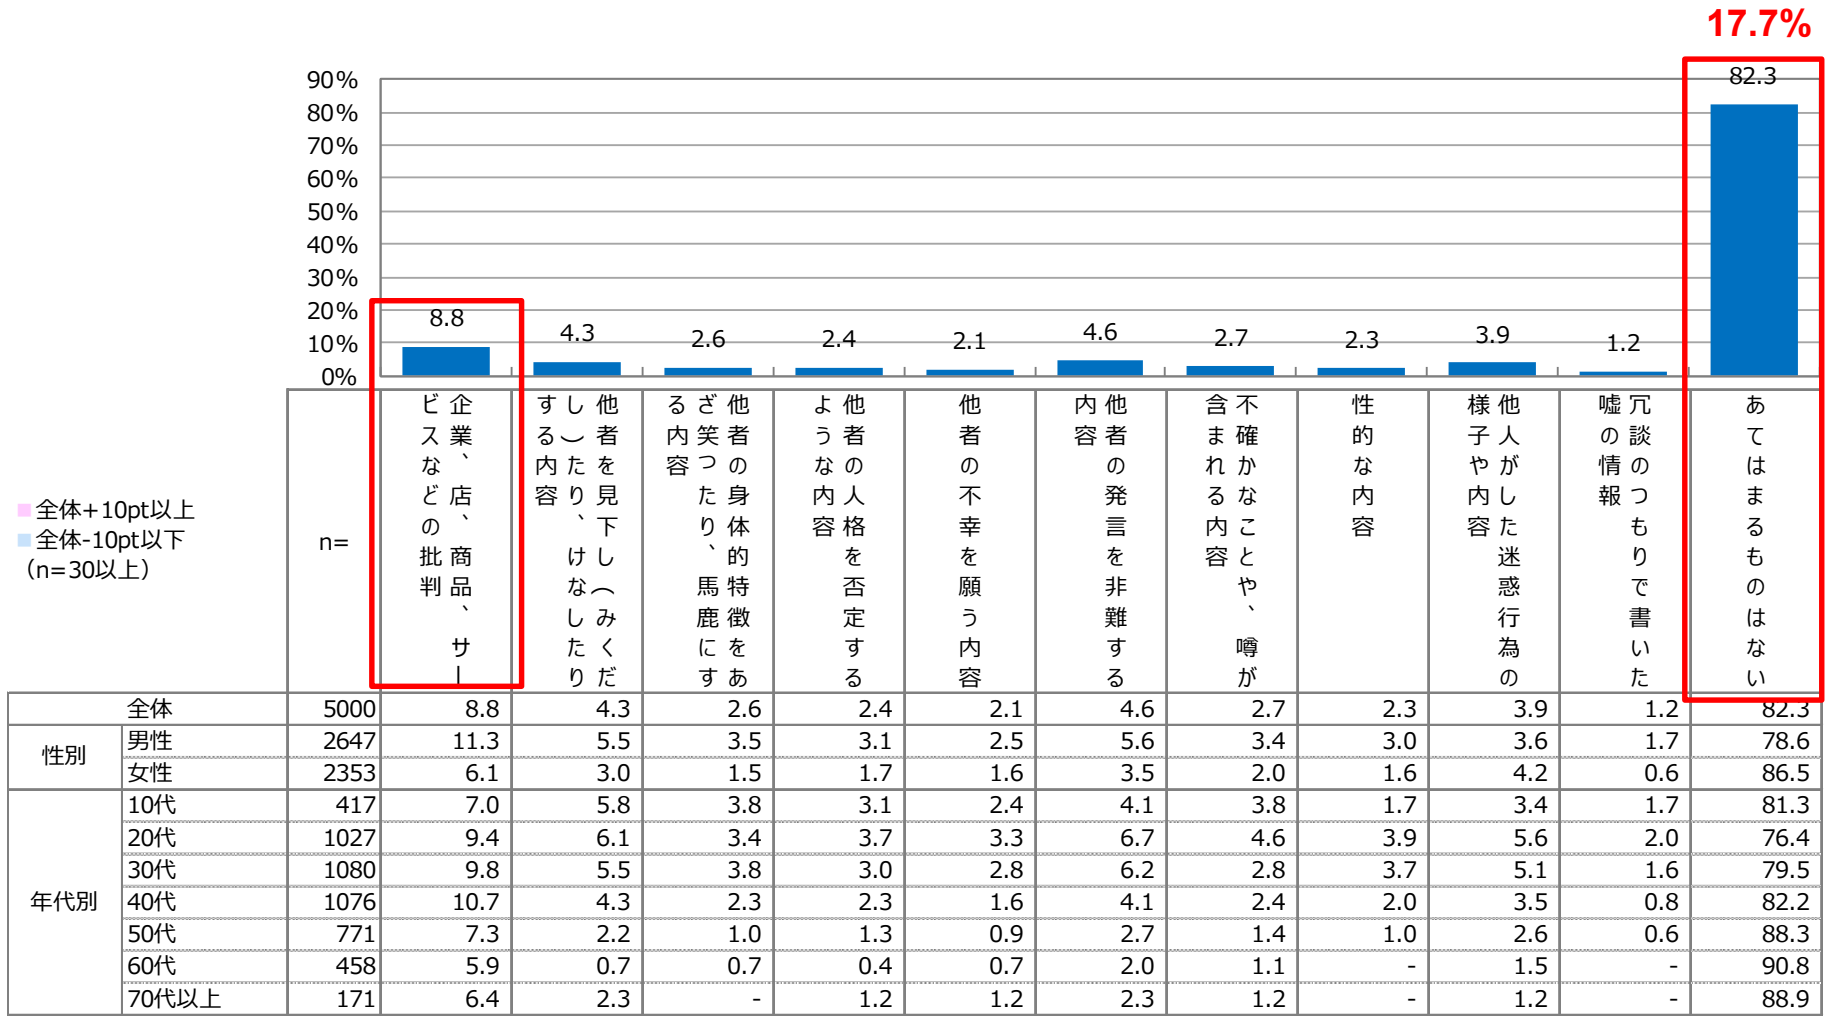 17.7%
90%
80%
70%
60%
50%
40%
30%
20%
10%
0%
8.8
4.3
2.6
2.4
2.1
4.6
2.7
2.3
3.9
1.2
82.3
全体+10pt以上
全体-10pt以下
（n=30以上）
n=
企業、店、商品、サー
ビスなどの批判
他者を見下し（みくだ
し）たり、けなしたり
する内容
他者の身体的特徴をあ
ざ笑ったり、馬鹿にす
る内容
他者の人格を否定する
ような内容
他者の不幸を願う内容
他者の発言を非難する
内容
不確かなことや、噂が
含まれる内容
性的な内容
他人がした迷惑行為の
様子や内容
冗談のつもりで書いた
嘘の情報
あてはまるものはない
全体 5000 8.8 4.3 2.6 2.4 2.1 4.6 2.7 2.3 3.9 1.2 82.3
性別
男性 2647 11.3 5.5 3.5 3.1 2.5 5.6 3.4 3.0 3.6 1.7 78.6
女性 2353 6.1 3.0 1.5 1.7 1.6 3.5 2.0 1.6 4.2 0.6 86.5
年代別
10代 417 7.0 5.8 3.8 3.1 2.4 4.1 3.8 1.7 3.4 1.7 81.3
20代 1027 9.4 6.1 3.4 3.7 3.3 6.7 4.6 3.9 5.6 2.0 76.4
30代 1080 9.8 5.5 3.8 3.0 2.8 6.2 2.8 3.7 5.1 1.6 79.5
40代 1076 10.7 4.3 2.3 2.3 1.6 4.1 2.4 2.0 3.5 0.8 82.2
50代 771 7.3 2.2 1.0 1.3 0.9 2.7 1.4 1.0 2.6 0.6 88.3
60代 458 5.9 0.7 0.7 0.4 0.7 2.0 1.1 - 1.5 - 90.8
70代以上 171 6.4 2.3 - 1.2 1.2 2.3 1.2 - 1.2 - 88.9